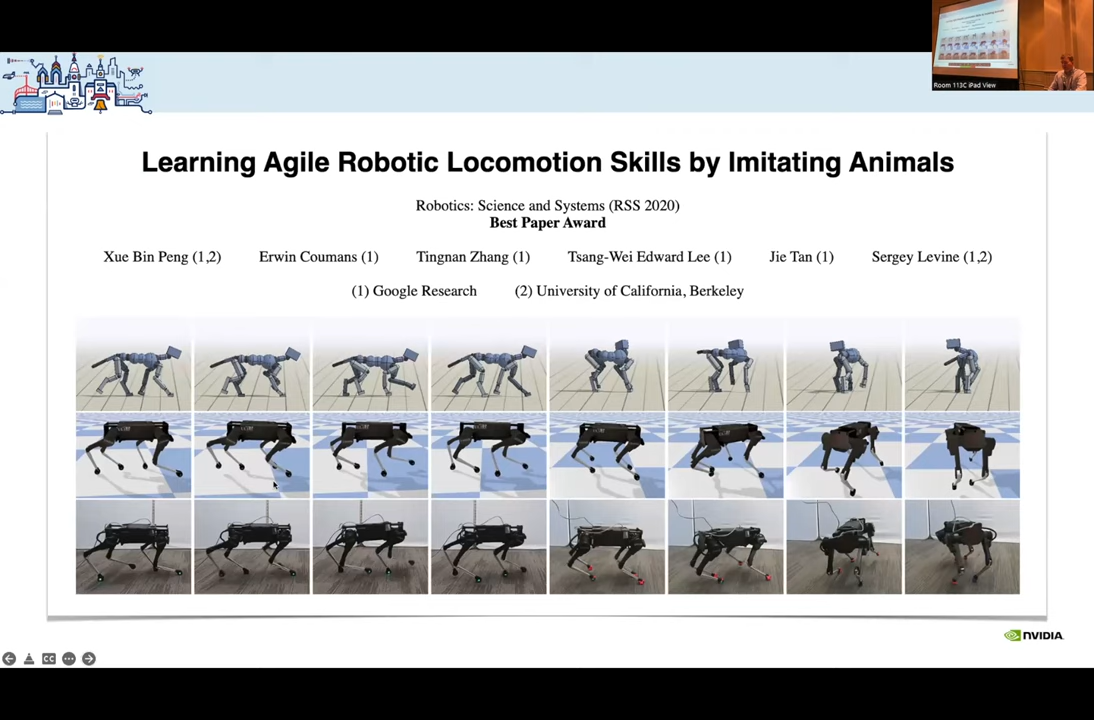 Room 113C iPad View
Learning Agile Robotic Locomotion Skills by Imitating Animals
Robotics: Science and Systems (RSS 2020)
Best Paper Award
Xue Bin Peng (1,2) Erwin Coumans (1) Tingnan Zhang (1) Tsang-Wei Edward Lee (1) Jie Tan (1) Sergey Levine (1,2)
(1) Google Research (2) University of California, Berkeley
NVIDIA
CC